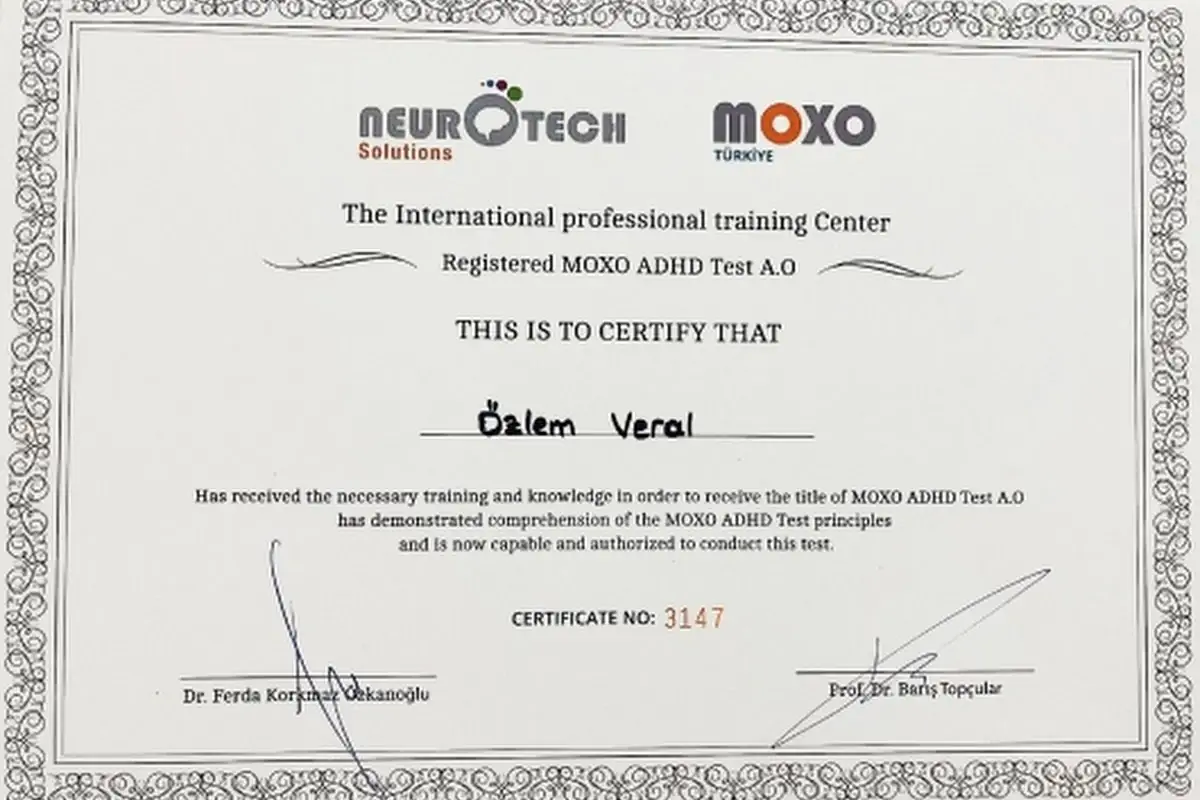 NEUROTECH
Solutions
MOXO
TÜRKİYE
The International professional training Center
Registered MOXO ADHD Test A.O
THIS IS TO CERTIFY THAT
Özlem Veral
Has received the necessary training and knowledge in order to receive the title of MOXO ADHD Test A.O
has demonstrated comprehension of the MOXO ADHD Test principles
and is now capable and authorized to conduct this test.
CERTIFICATE NO: 3147
Dr. Ferda Korkmaz Özkanoğlu
Prof. Dr. Barış Topçular